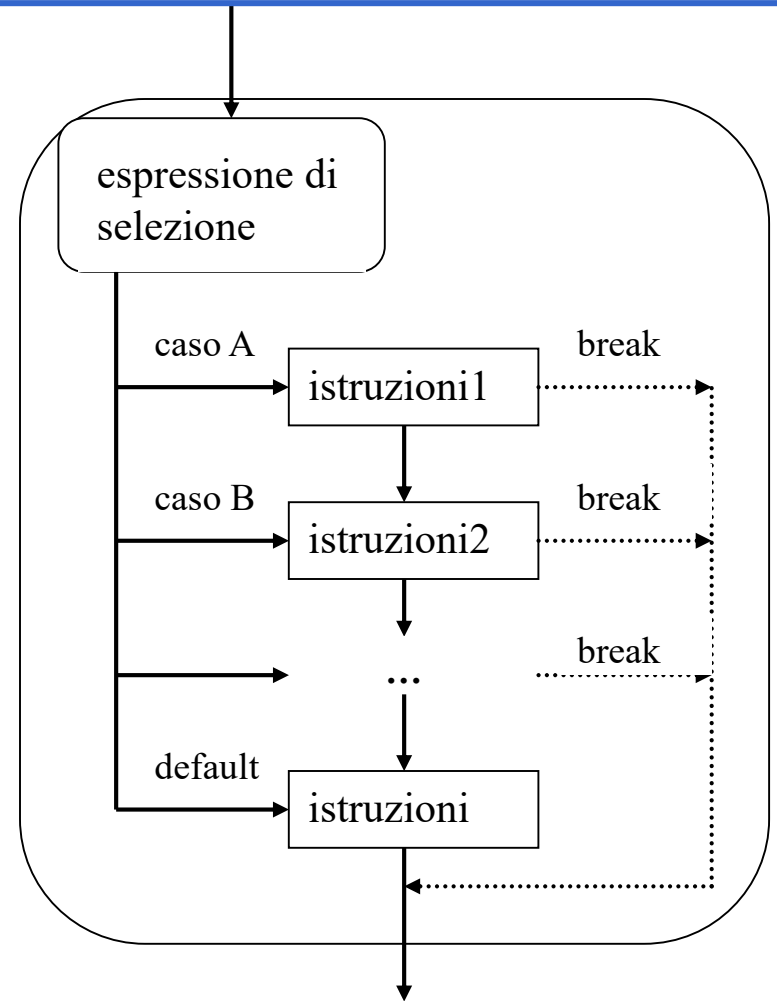 espressione di
selezione
caso A
istruzioni1
break
caso B
istruzioni2
break
...
break
default
istruzioni